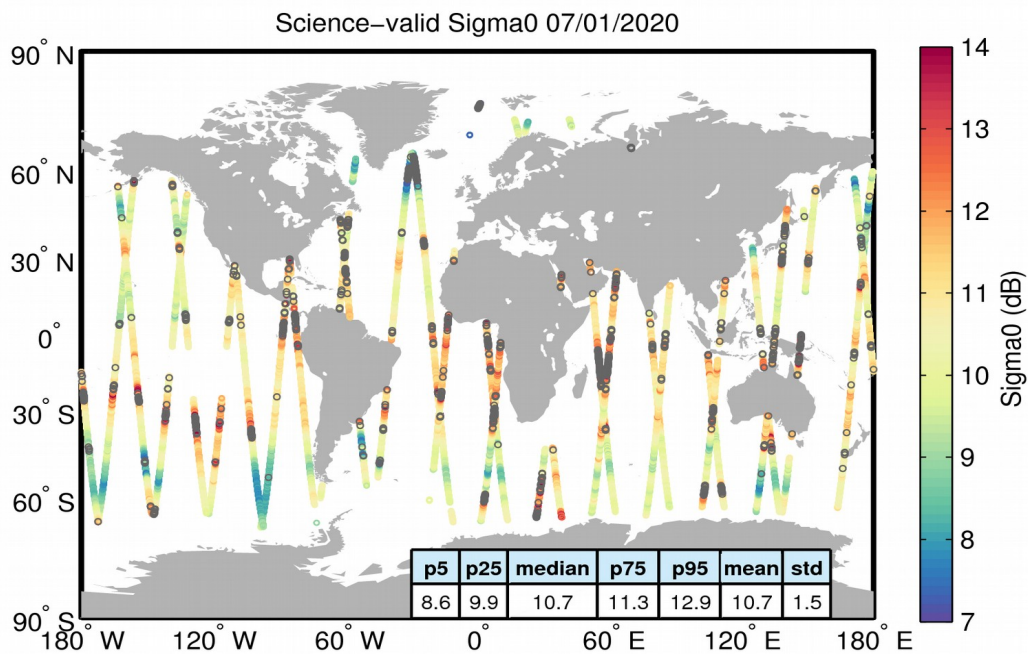 Science−valid Sigma0 07/01/2020
90° N
60° N
30° N
0°
30° S
60° S
90° S
180° W 120° W 60° W 0° 60° E 120° E 180° E
p5 p25 median p75 p95 mean std
8.6 9.9 10.7 11.3 12.9 10.7 1.5
14
13
12
11
10
9
8
7
Sigma0 (dB)